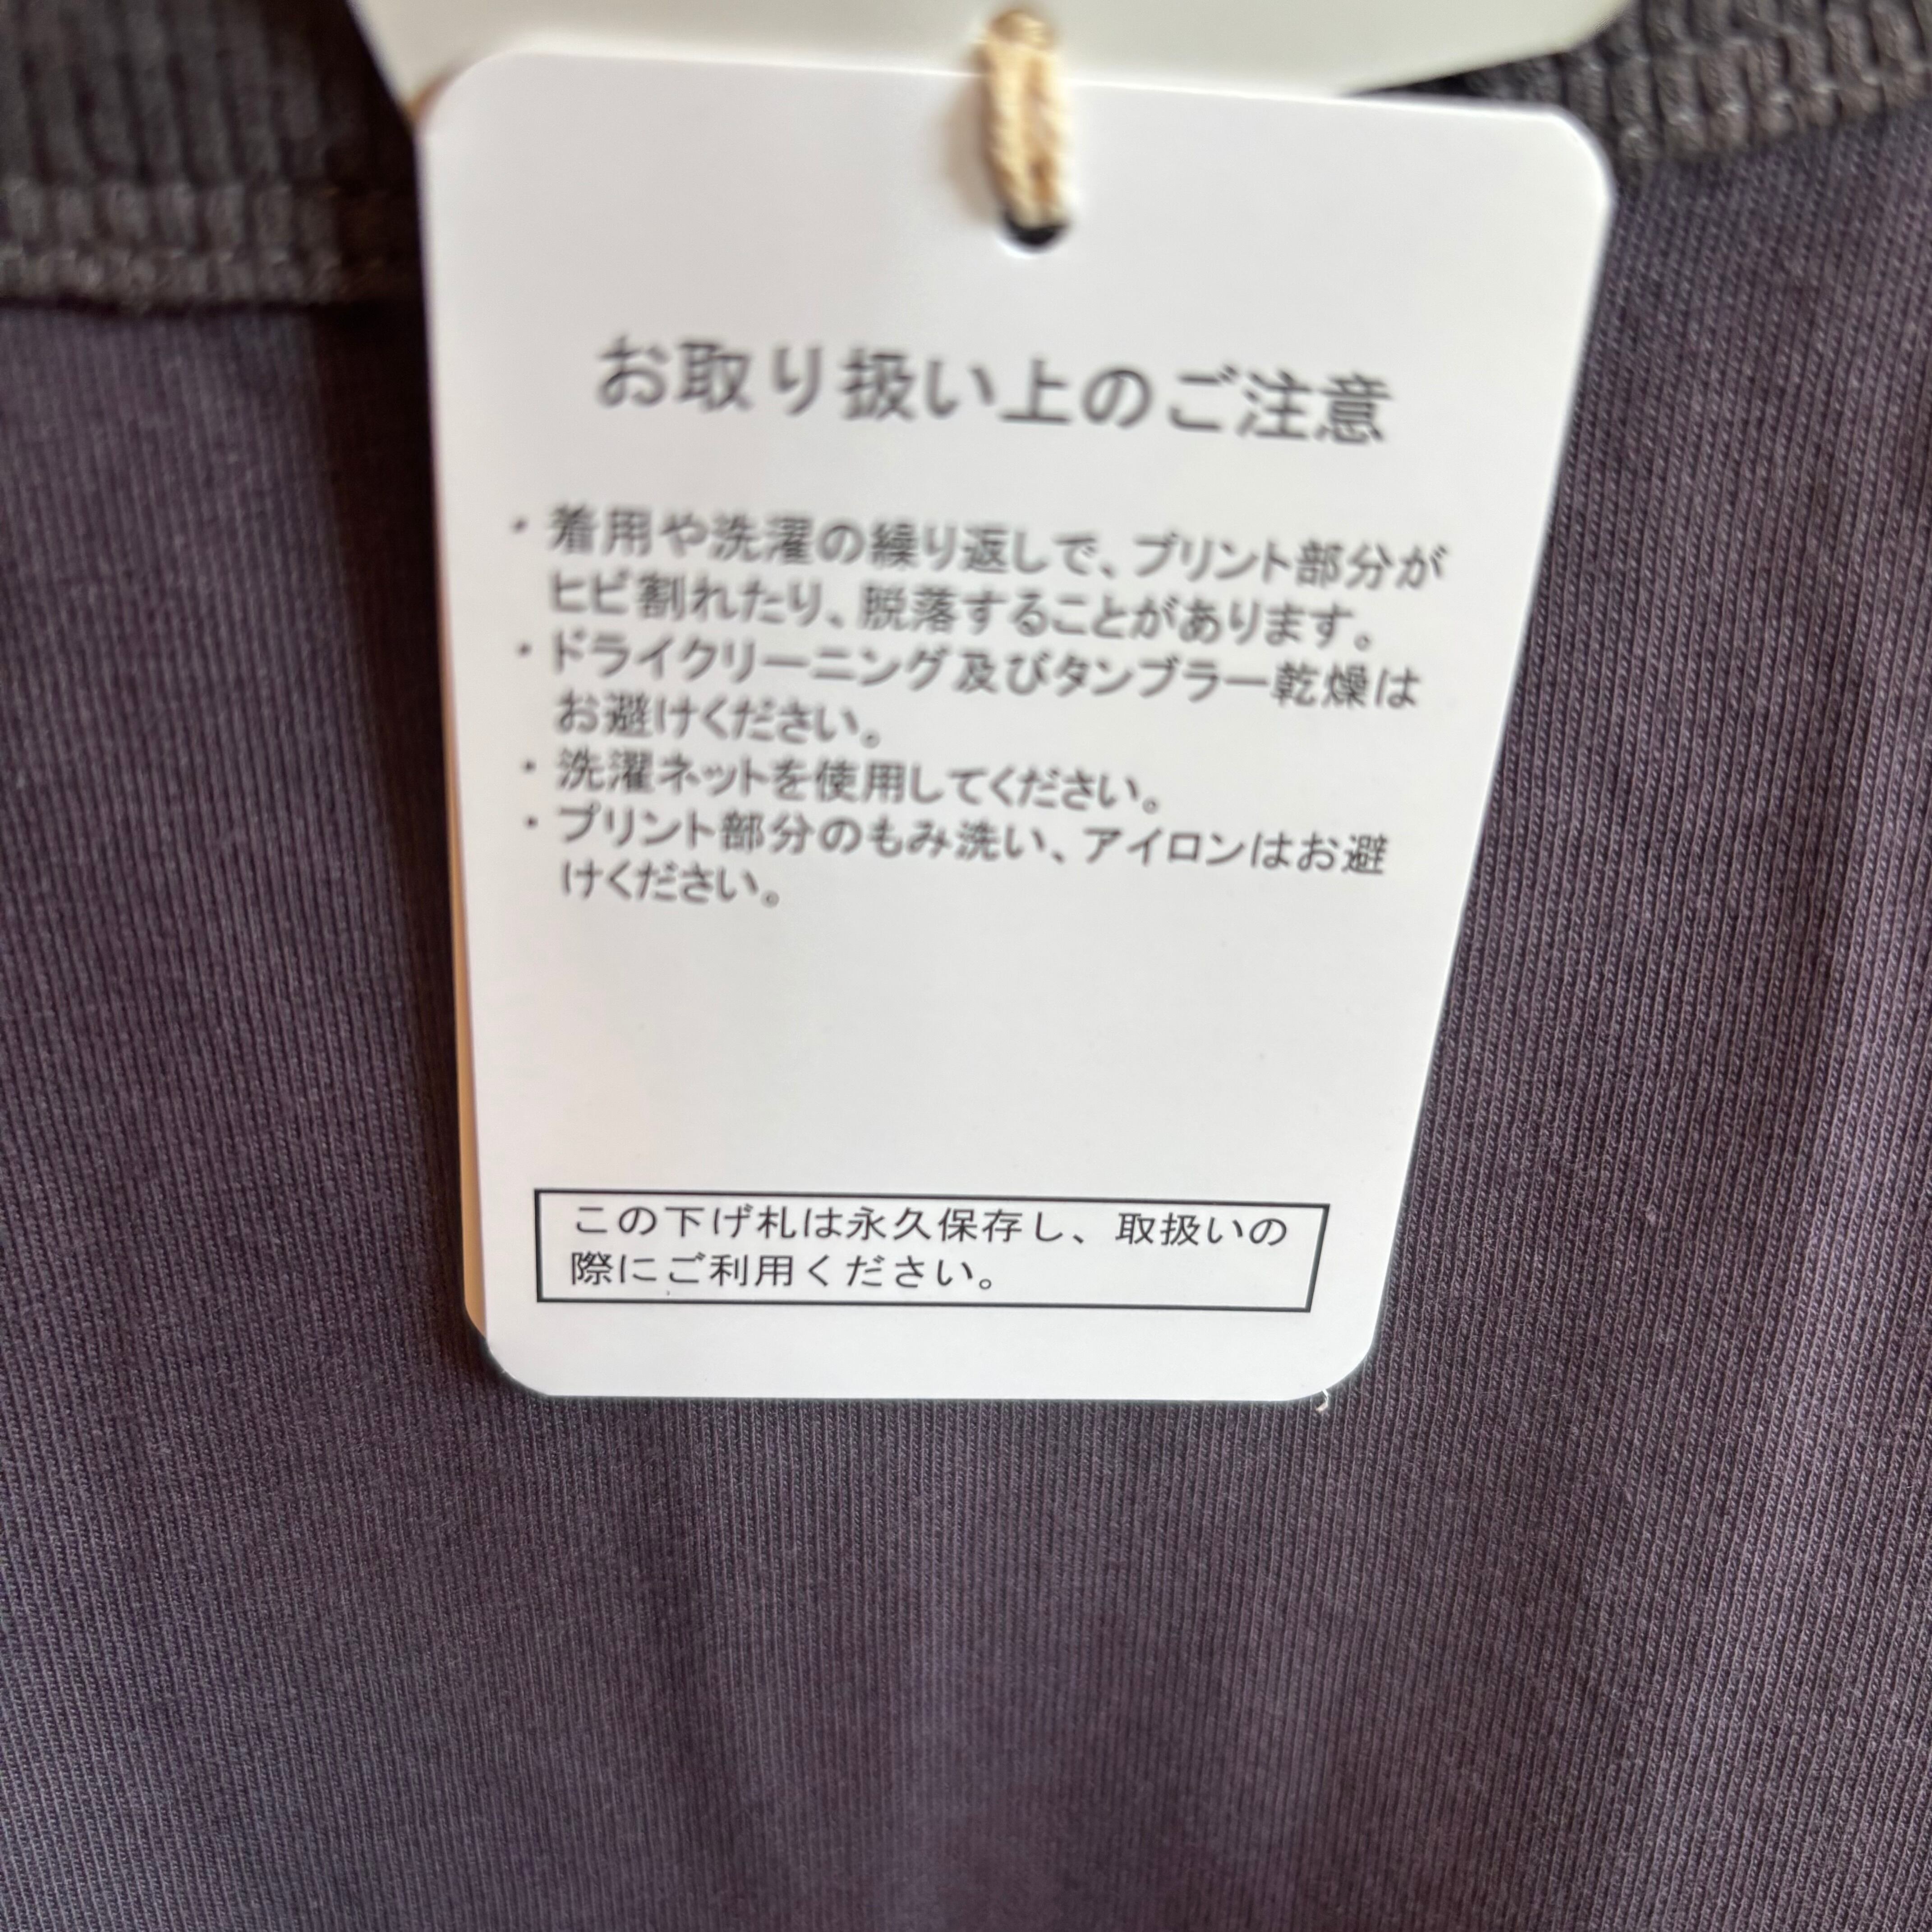 お取り扱い上のご注意
・着用や洗濯の繰り返しで、プリント部分が
ヒビ割れたり、脱落することがあります。
・ドライクリーニング及びタンブラー乾燥は
お避けください。
・洗濯ネットを使用してください。
・プリント部分のもみ洗い、アイロンはお避
けください。
この下げ札は永久保存し、取扱いの
際にご利用ください。